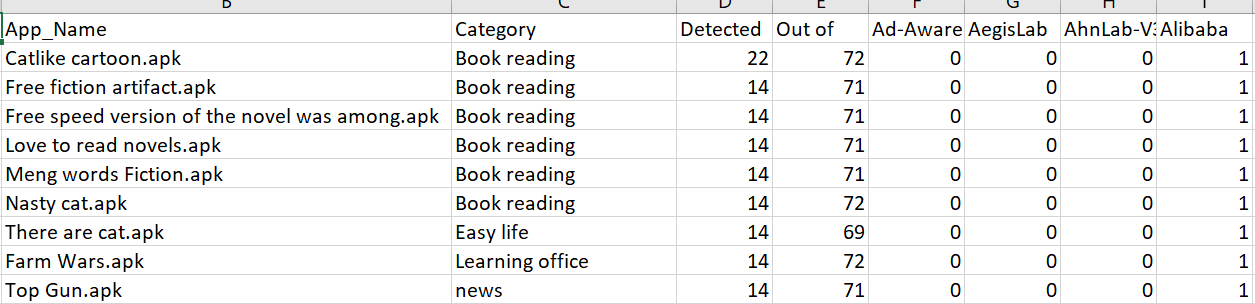 B C D E F G H I
App_Name Category Detected Out of Ad-Aware AegisLab AhnLab-V3 Alibaba
Catlike cartoon.apk Book reading 22 72 0 0 0 1
Free fiction artifact.apk Book reading 14 71 0 0 0 1
Free speed version of the novel was among.apk Book reading 14 71 0 0 0 1
Love to read novels.apk Book reading 14 71 0 0 0 1
Meng words Fiction.apk Book reading 14 71 0 0 0 1
Nasty cat.apk Book reading 14 72 0 0 0 1
There are cat.apk Easy life 14 69 0 0 0 1
Farm Wars.apk Learning office 14 72 0 0 0 1
Top Gun.apk news 14 71 0 0 0 1